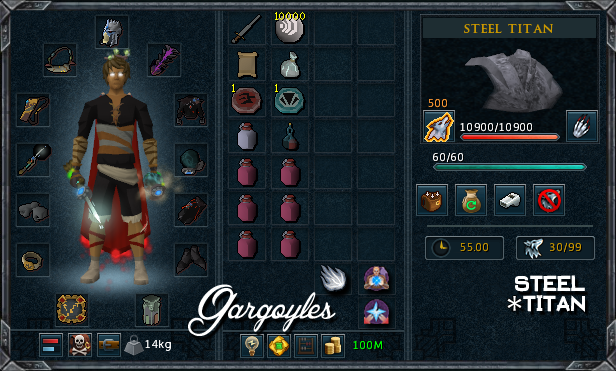 10000
STEEL TITAN
1
1
500
10900/10900
60/60
55.00
30/99
STEEL
*TITAN
Gargoyles
14kg
100M